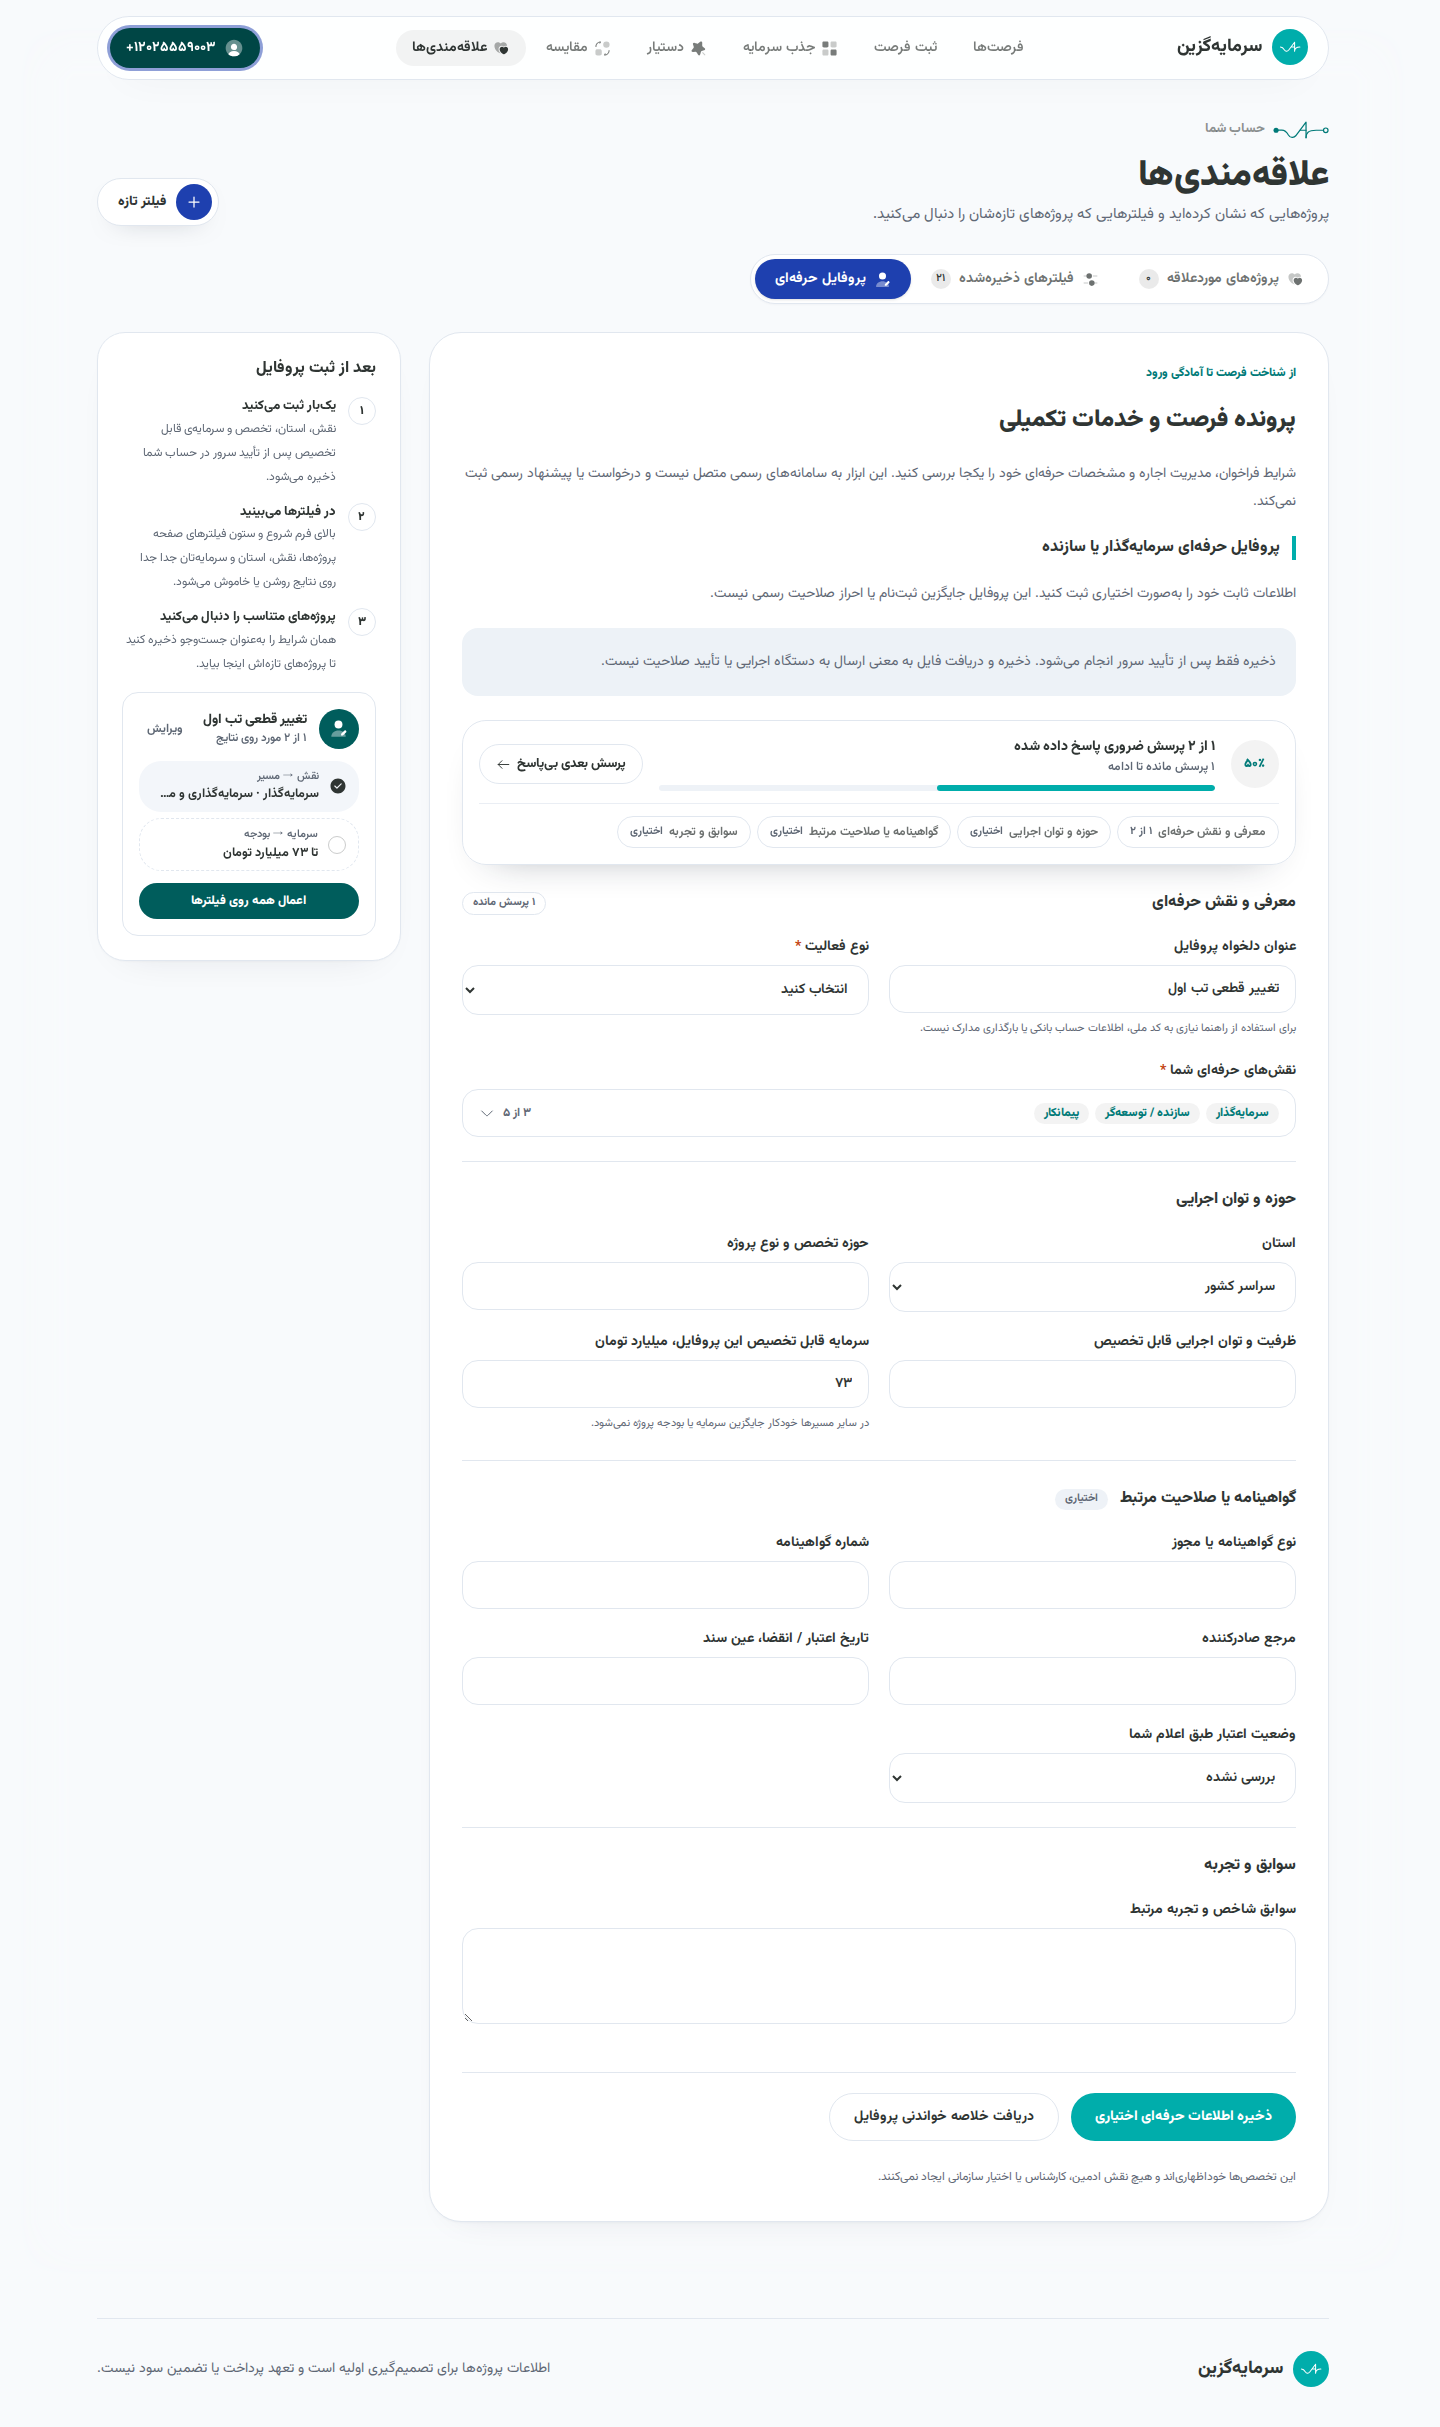 سرمایه‌گزین
فرصت‌ها
ثبت فرصت
جذب سرمایه
دستیار
مقایسه
علاقه‌مندی‌ها
+۱۲۰۲۵۵۵۹۰۰۳
حساب شما
علاقه‌مندی‌ها
پروژه‌هایی که نشان کرده‌اید و فیلترهایی که پروژه‌های تازه‌شان را دنبال می‌کنید.
فیلتر تازه
پروژه‌های موردعلاقه ۰
فیلترهای ذخیره‌شده ۲۱
پروفایل حرفه‌ای
از شناخت فرصت تا آمادگی ورود
پرونده فرصت و خدمات تکمیلی
شرایط فراخوان، مدیریت اجاره و مشخصات حرفه‌ای خود را یکجا بررسی کنید. این ابزار به سامانه‌های رسمی متصل نیست و درخواست یا پیشنهاد رسمی ثبت
نمی‌کند.
پروفایل حرفه‌ای سرمایه‌گذار یا سازنده
اطلاعات ثابت خود را به‌صورت اختیاری ثبت کنید. این پروفایل جایگزین ثبت‌نام یا احراز صلاحیت رسمی نیست.
ذخیره فقط پس از تأیید سرور انجام می‌شود. ذخیره و دریافت فایل به معنی ارسال به دستگاه اجرایی یا تأیید صلاحیت نیست.
۵۰٪
۱ از ۲ پرسش ضروری پاسخ داده شده
۱ پرسش مانده تا ادامه
پرسش بعدی بی‌پاسخ ←
معرفی و نقش حرفه‌ای ۱ از ۲
حوزه و توان اجرایی اختیاری
گواهینامه یا صلاحیت مرتبط اختیاری
سوابق و تجربه اختیاری
معرفی و نقش حرفه‌ای
۱ پرسش مانده
عنوان دلخواه پروفایل
نوع فعالیت *
تغییر قطعی تب اول
انتخاب کنید
برای استفاده از راهنما نیازی به کد ملی، اطلاعات حساب بانکی یا بارگذاری مدارک نیست.
نقش‌های حرفه‌ای شما *
سرمایه‌گذار
سازنده / توسعه‌گر
پیمانکار
۳ از ۵
حوزه و توان اجرایی
استان
حوزه تخصص و نوع پروژه
سراسر کشور
ظرفیت و توان اجرایی قابل تخصیص
سرمایه قابل تخصیص این پروفایل، میلیارد تومان
۷۳
در سایر مسیرها خودکار جایگزین سرمایه یا بودجه پروژه نمی‌شود.
گواهینامه یا صلاحیت مرتبط
اختیاری
نوع گواهینامه یا مجوز
شماره گواهینامه
مرجع صادرکننده
تاریخ اعتبار / انقضا، عین سند
وضعیت اعتبار طبق اعلام شما
بررسی نشده
سوابق و تجربه
سوابق شاخص و تجربه مرتبط
ذخیره اطلاعات حرفه‌ای اختیاری
دریافت خلاصه خواندنی پروفایل
این تخصص‌ها خوداظهاری‌اند و هیچ نقش ادمین، کارشناس یا اختیار سازمانی ایجاد نمی‌کنند.
بعد از ثبت پروفایل
۱
یک‌بار ثبت می‌کنید
نقش، استان، تخصص و سرمایه‌ی قابل
تخصیص پس از تأیید سرور در حساب شما
ذخیره می‌شود.
۲
در فیلترها می‌بینید
بالای فرم شروع و ستون فیلترهای صفحه
پروژه‌ها، نقش، استان و سرمایه‌تان جدا جدا
روی نتایج روشن یا خاموش می‌شود.
۳
پروژه‌های متناسب را دنبال می‌کنید
همان شرایط را به‌عنوان جست‌وجو ذخیره کنید
تا پروژه‌های تازه‌اش اینجا بیاید.
تغییر قطعی تب اول
ویرایش
۱ از ۲ مورد روی نتایج
نقش ← مسیر
سرمایه‌گذار · سرمایه‌گذاری و م...
سرمایه ← بودجه
تا ۷۳ میلیارد تومان
اعمال همه روی فیلترها
سرمایه‌گزین
اطلاعات پروژه‌ها برای تصمیم‌گیری اولیه است و تعهد پرداخت یا تضمین سود نیست.